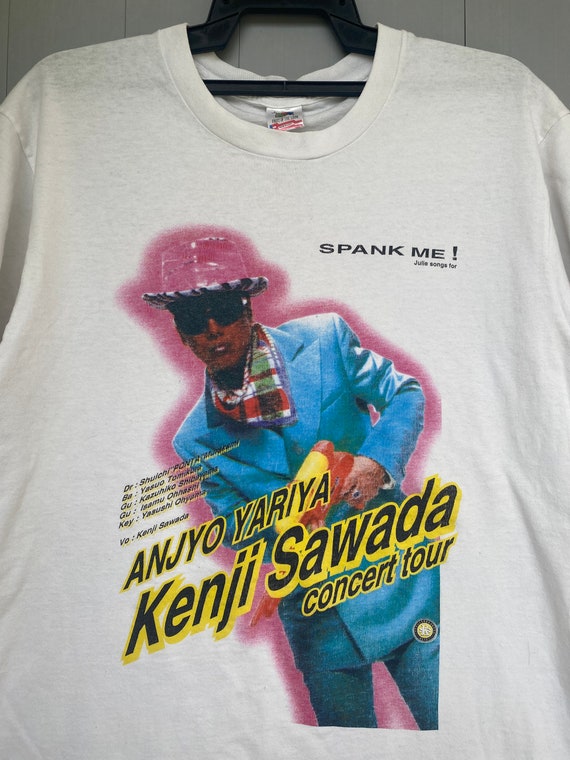 SPANK ME !
Julie songs for
Dr : Shuichi "PONTA"
Ba : Yasuo Tomikura
Gu : Kazuhiko Shibayama
Gu : Isamu Ohhashi
Key : Yasushi Ohyama
Vo : Kenji Sawada
ANJYO YARIYA
Kenji Sawada
concert tour